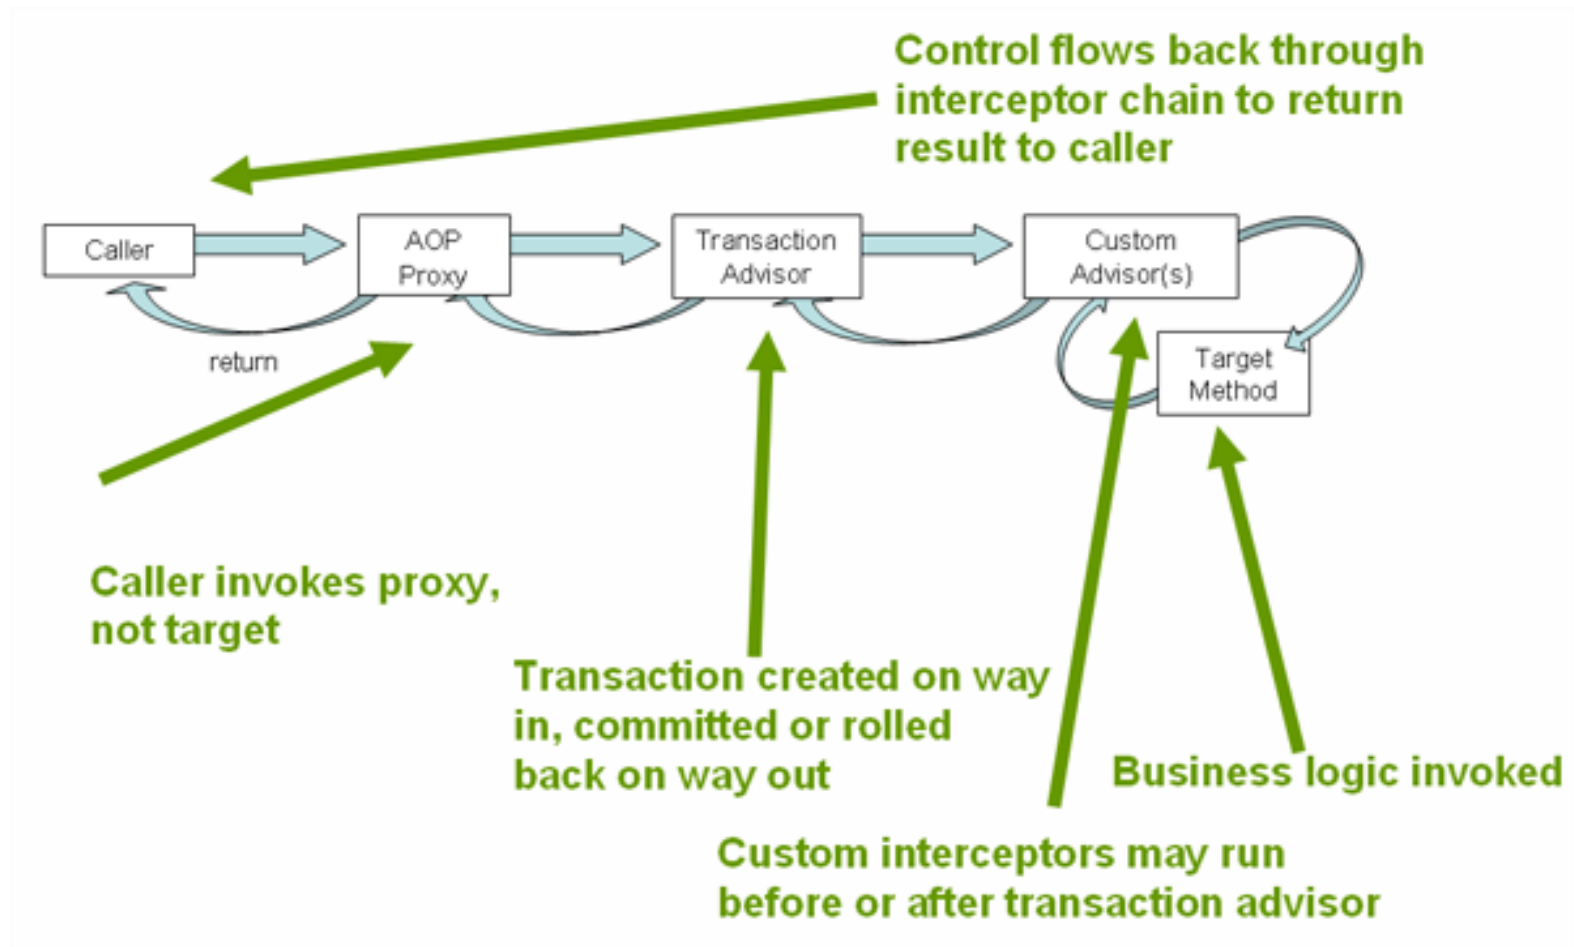 Control flows back through
interceptor chain to return
result to caller
Caller
AOP
Proxy
Transaction
Advisor
Custom
Advisor(s)
return
Target
Method
Caller invokes proxy,
not target
Transaction created on way
in, committed or rolled
back on way out
Business logic invoked
Custom interceptors may run
before or after transaction advisor